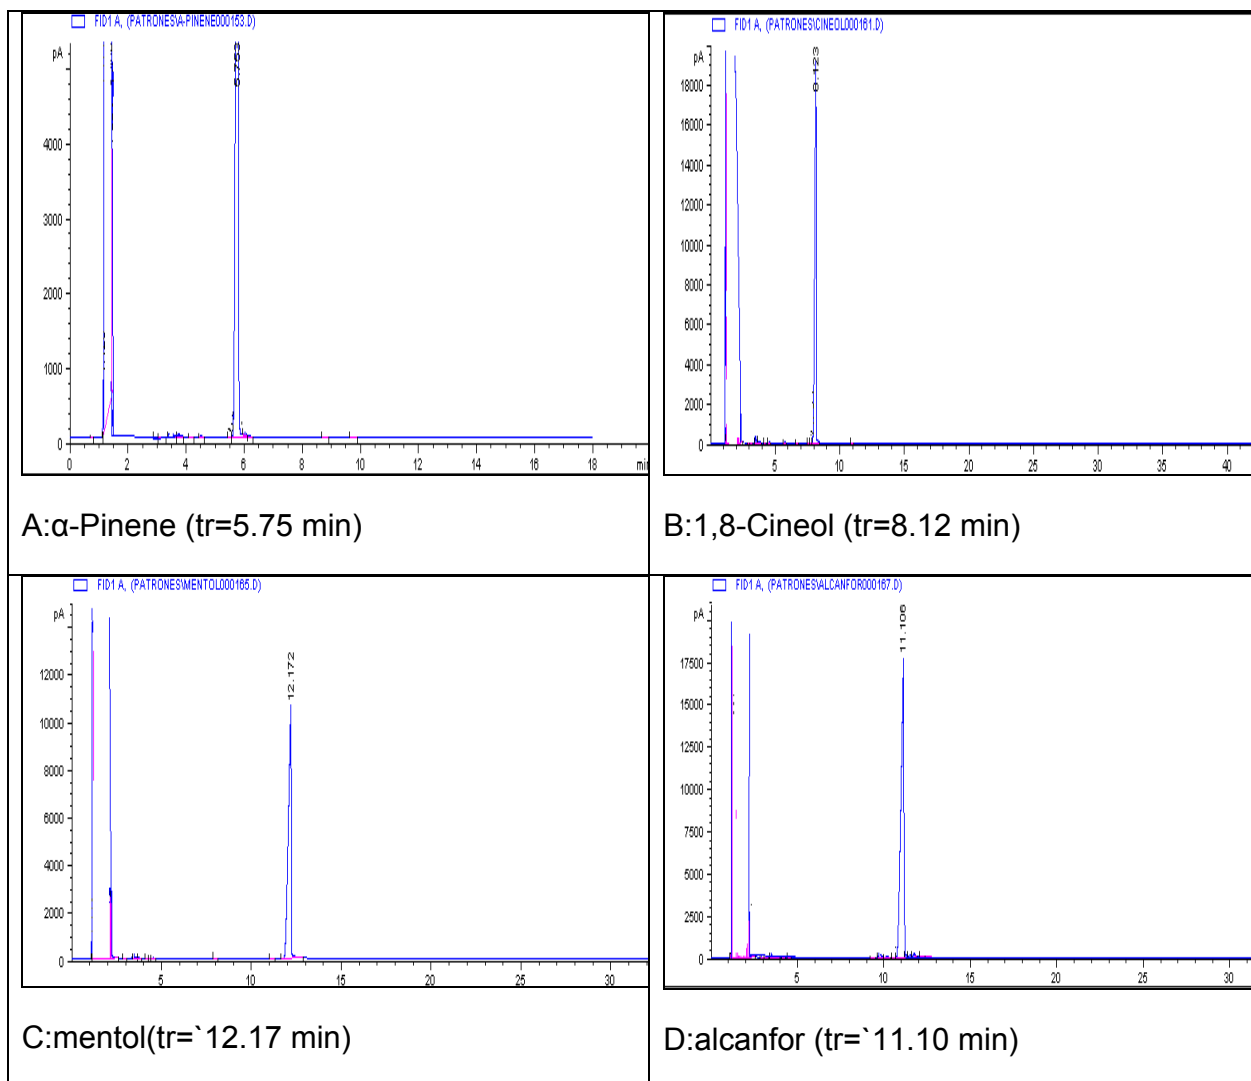 FID1 A, (PATRONES\A-PINENE000153.D)
pA
4000
3000
2000
1000
0
0 2 4 6 8 10 12 14 16 18 min
A:α-Pinene (tr=5.75 min)
FID1 A, (PATRONES\CINEOL000161.D)
pA
18000
16000
14000
12000
10000
8000
6000
4000
2000
0
8.123
5 10 15 20 25 30 35 40
B:1,8-Cineol (tr=8.12 min)
FID1 A, (PATRONES\MENTOL000165.D)
pA
12000
10000
8000
6000
4000
2000
0
12.172
5 10 15 20 25 30
C:mentol(tr=`12.17 min)
FID1 A, (PATRONES\ALCANFOR000167.D)
pA
17500
15000
12500
10000
7500
5000
2500
0
11.106
5 10 15 20 25 30
D:alcanfor (tr=`11.10 min)